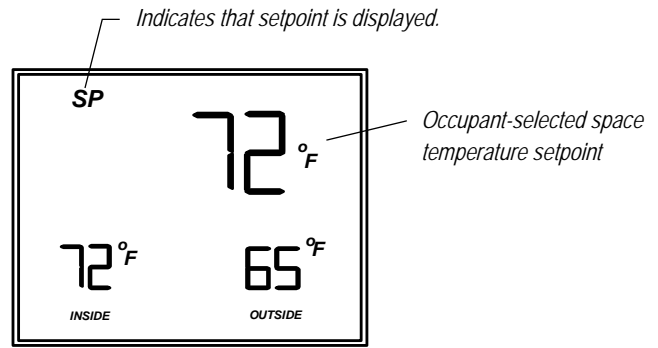 Indicates that setpoint is displayed.
SP
72 °F
Occupant-selected space
temperature setpoint
72 °F
65 °F
INSIDE
OUTSIDE